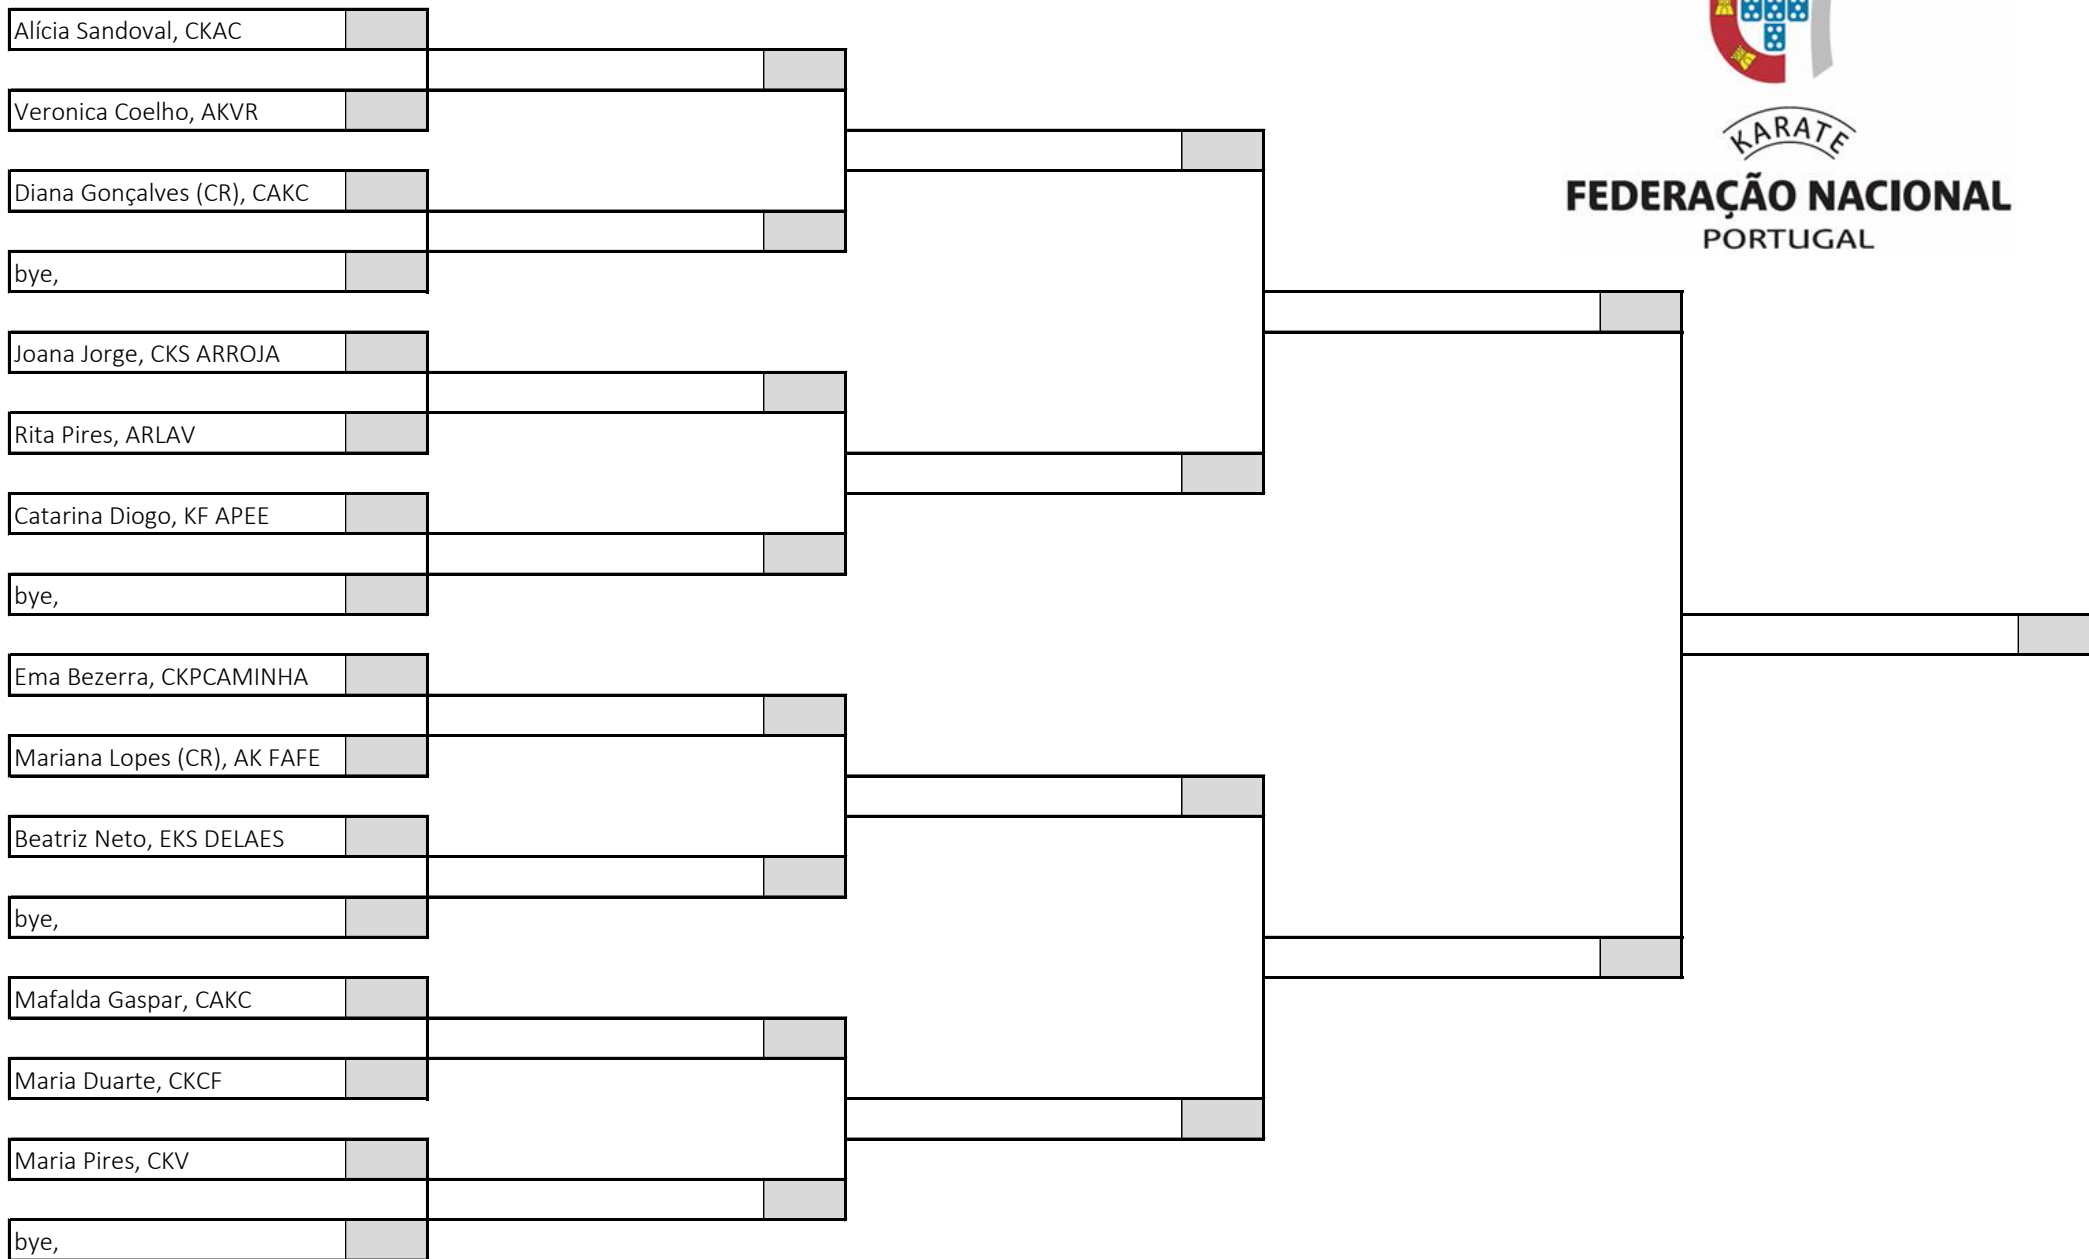 Alícia Sandoval, CKAC
Veronica Coelho, AKVR
Diana Gonçalves (CR), CAKC
bye,
Joana Jorge, CKS ARROJA
Rita Pires, ARLAV
Catarina Diogo, KF APEE
bye,
Ema Bezerra, CKPCAMINHA
Mariana Lopes (CR), AK FAFE
Beatriz Neto, EKS DELAES
bye,
Mafalda Gaspar, CAKC
Maria Duarte, CKCF
Maria Pires, CKV
bye,
KARATE
FEDERAÇÃO NACIONAL
PORTUGAL